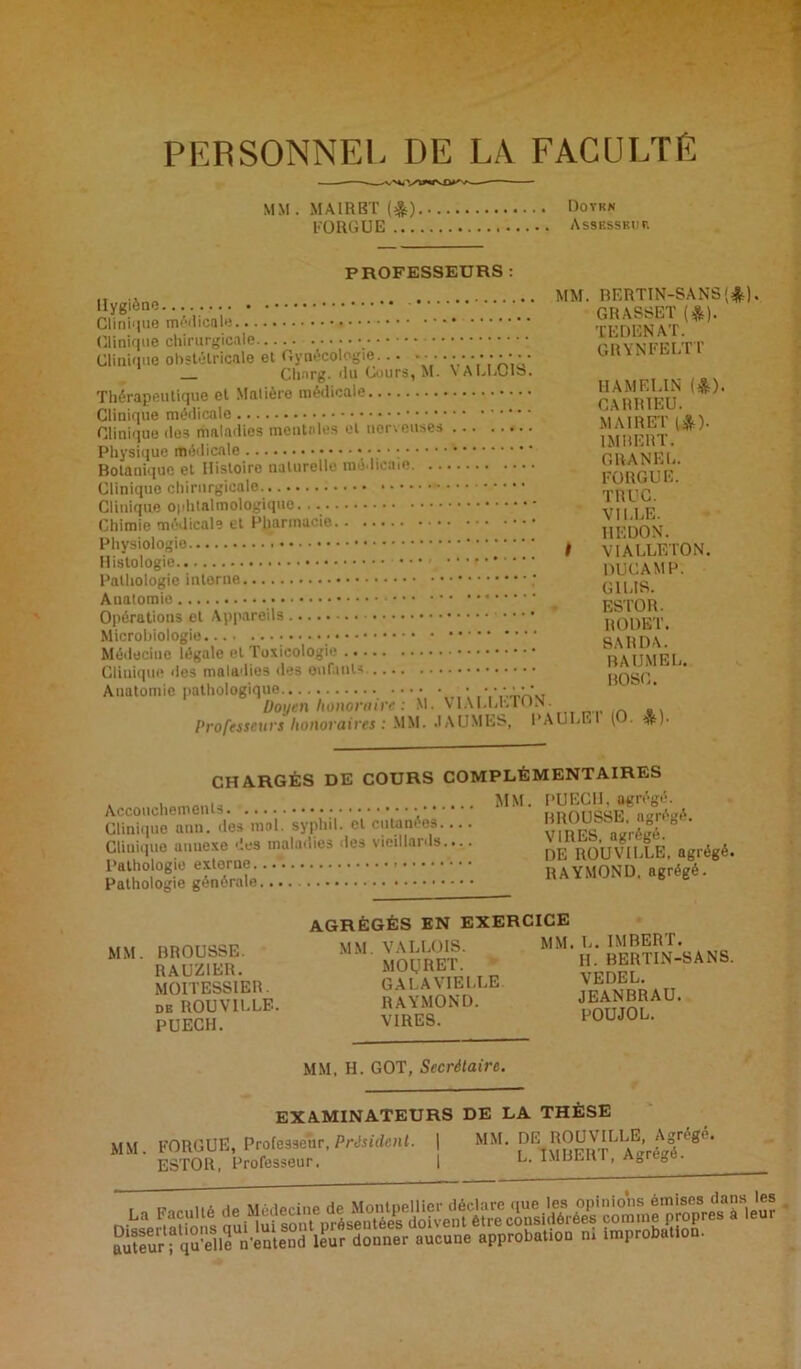 PERSONNEL DE LA FACULTÉ
MM. MAIRET (✤)............... DOYEN
FORGUE ........................ ASSESSEUR
PROFESSEURS :
Hygiène........ MM. BERTIN-SANS (✤).
Clinique médicale........ GRASSET (✤).
Clinique chirurgicale........ TEDENAT.
Clinique obstétricale et Gynécologie........ GRYNFELTT
— Charg. du Cours, M. VALLOIS.
Thérapeutique et Matière médicale........ HAMELIN (✤).
Clinique médicale........ CARRIEU.
Clinique des maladies mentales et nerveuses........ MAIRET (✤).
Physique médicale........ IMBERT.
Botanique et Histoire naturelle médicale........ GRANEL.
Clinique chirurgicale........ FORGUE.
Clinique ophtalmologique........ TRUC.
Chimie médicale et Pharmacie........ VILLE.
Physiologie........ HEDON.
Histologie........ VIALLETON.
Pathologie interne........ DUCAMP.
Anatomie........ GILIS.
Opérations et Appareils........ ESTOR.
Microbiologie........ RODET.
Médecine légale et Toxicologie........ SARDA.
Clinique des maladies des enfants........ BAUMEL.
Anatomie pathologique........ BOSC.
Doyen honoraire : M. VIALLETON.
Professeurs honoraires : MM. JAUMES, PAULET (O. ✤).
CHARGÉS DE COURS COMPLÉMENTAIRES
Accouchements........ MM. PUECH, agrégé.
Clinique ann. des mal. syphil. et cutanées.... BROUSSE, agrégé.
Clinique annexe des maladies des vieillards.... VIRES, agrégé.
Pathologie externe........ DE ROUVILLE, agrégé.
Pathologie générale........ RAYMOND, agrégé.
AGRÉGÉS EN EXERCICE
MM. BROUSSE. MM. VALLOIS. MM. L. IMBERT.
RAUZIER. MOURET. H. BERTIN-SANS.
MOITESSIER. GALAVIELLE VEDEL.
DE ROUVILLE. RAYMOND. JEANBRAU.
PUECH. VIRES. POUJOL.
MM. H. GOT, Secrétaire.
EXAMINATEURS DE LA THÈSE
MM. FORGUE, Professeur, Président. | MM. DE ROUVILLE, Agrégé.
ESTOR, Professeur. | L. IMBERT, Agrégé.
La Faculté de Médecine de Montpellier déclare que les opinions émises dans les
Dissertations qui lui sont présentées doivent être considérées comme propres à leur
auteur; qu'elle n'entend leur donner aucune approbation ni improbation.